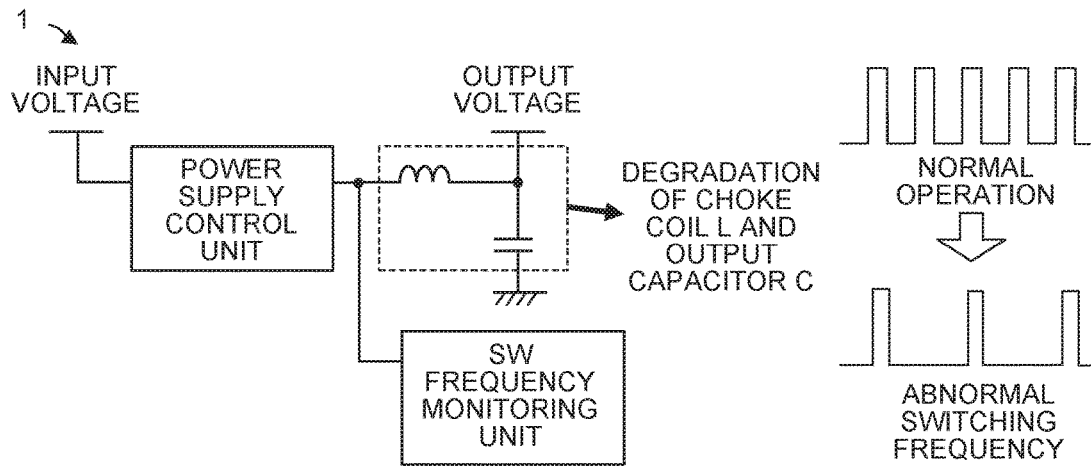 1
INPUT
VOLTAGE
OUTPUT
VOLTAGE
POWER
SUPPLY
CONTROL
UNIT
DEGRADATION
OF CHOKE
COIL L AND
OUTPUT
CAPACITOR C
SW
FREQUENCY
MONITORING
UNIT
NORMAL
OPERATION
ABNORMAL
SWITCHING
FREQUENCY